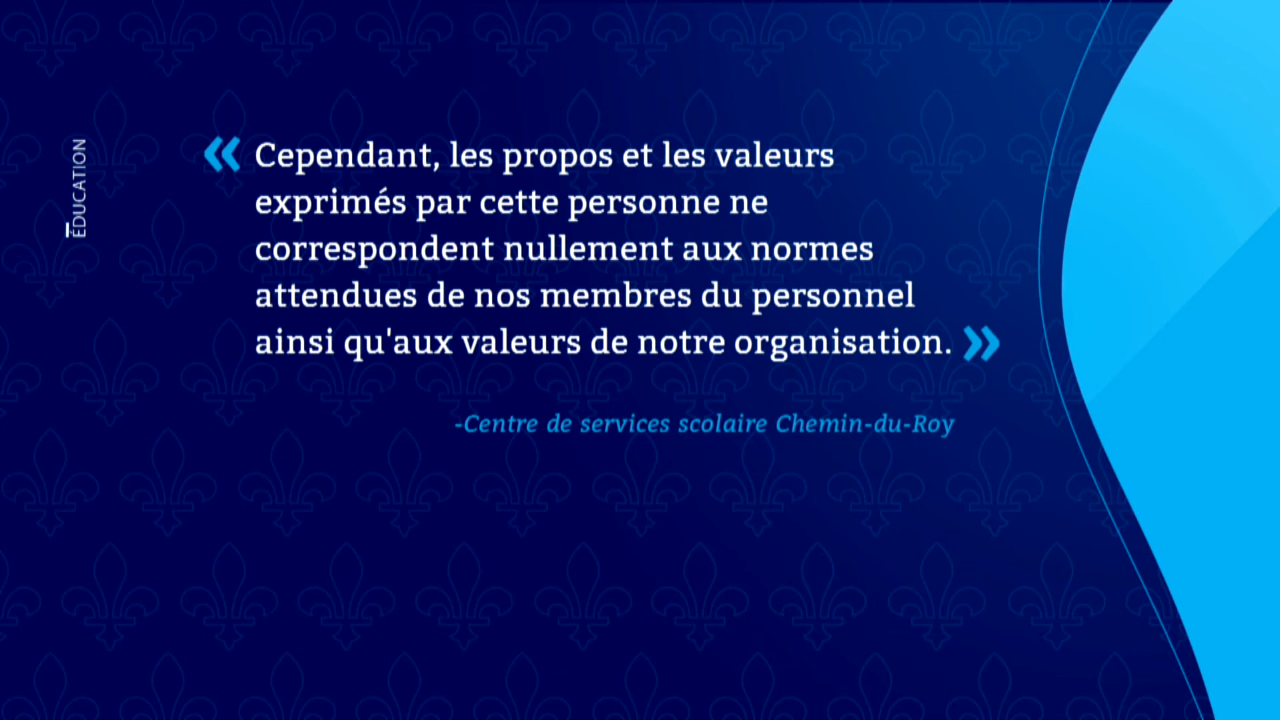 ÉDUCATION
« Cependant, les propos et les valeurs
exprimés par cette personne ne
correspondent nullement aux normes
attendues de nos membres du personnel
ainsi qu'aux valeurs de notre organisation. »
-Centre de services scolaire Chemin-du-Roy